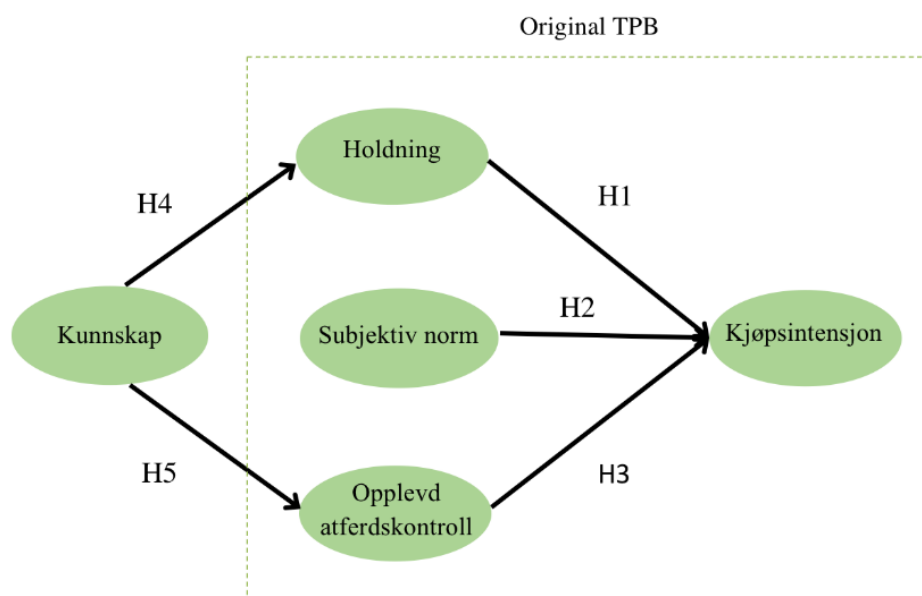 Original TPB
Holdning
H4
H1
Kunnskap
Subjektiv norm
H2
Kjøpsintensjon
H5
H3
Opplevd
atferdskontroll